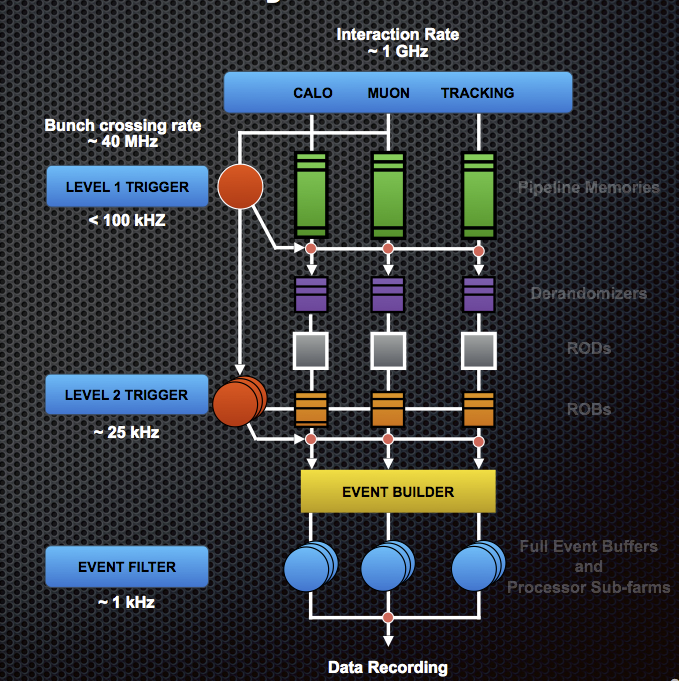 Interaction Rate
~ 1 GHz
CALO MUON TRACKING
Bunch crossing rate
~ 40 MHz
LEVEL 1 TRIGGER
< 100 kHZ
Pipeline Memories
Derandomizers
RODs
LEVEL 2 TRIGGER
~ 25 kHz
ROBs
EVENT BUILDER
EVENT FILTER
~ 1 kHz
Full Event Buffers
and
Processor Sub-farms
Data Recording